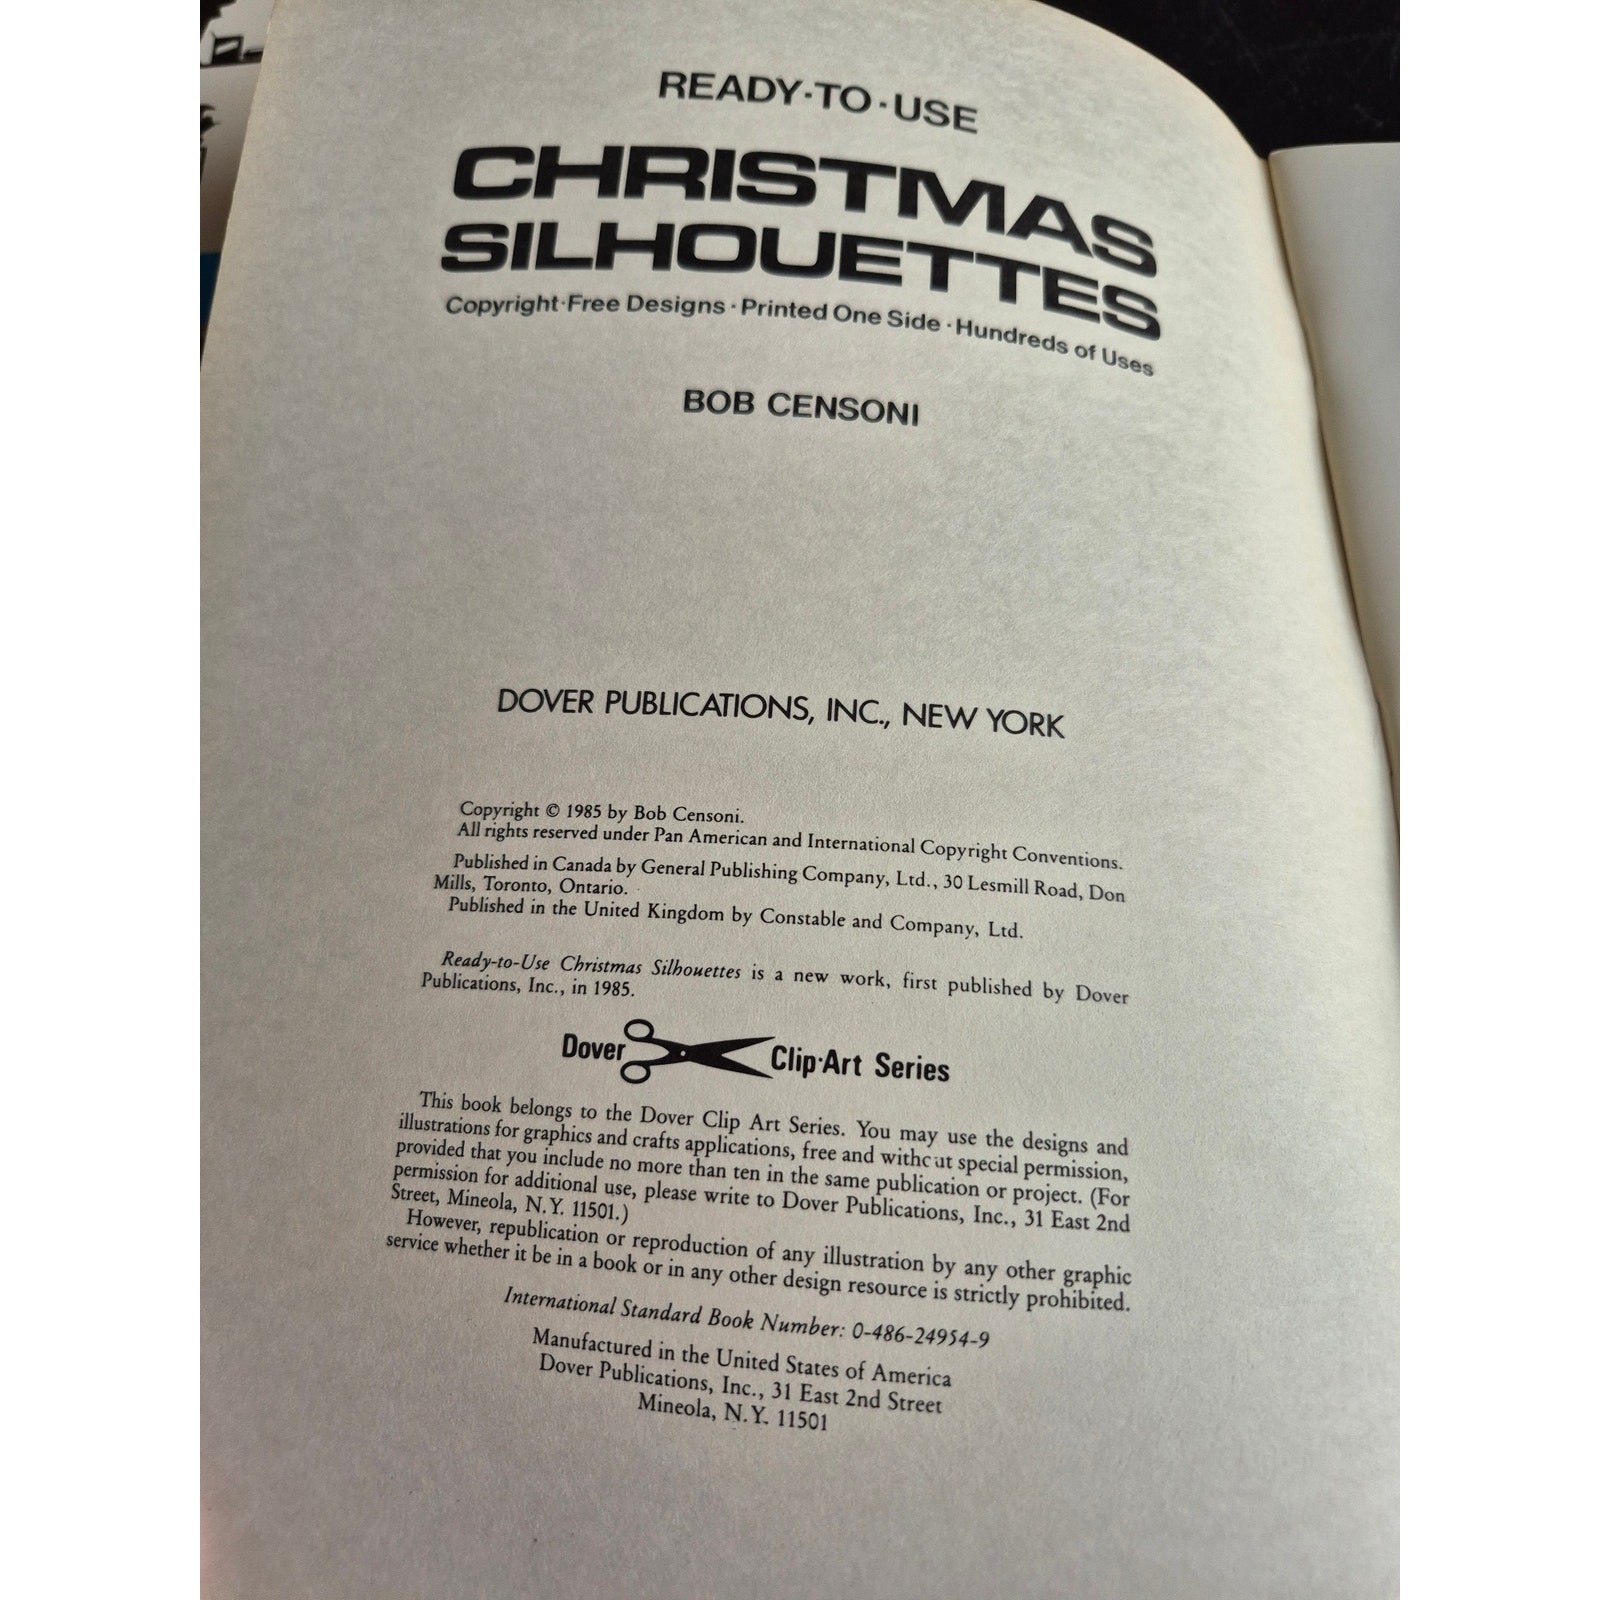 READY·TO·USE
CHRISTMAS
SILHOUETTES
Copyright·Free Designs · Printed One Side · Hundreds of Uses
BOB CENSONI
DOVER PUBLICATIONS, INC., NEW YORK
Copyright © 1985 by Bob Censoni.
All rights reserved under Pan American and International Copyright Conventions.
Published in Canada by General Publishing Company, Ltd., 30 Lesmill Road, Don
Mills, Toronto, Ontario.
Published in the United Kingdom by Constable and Company, Ltd.
Ready-to-Use Christmas Silhouettes is a new work, first published by Dover
Publications, Inc., in 1985.
Dover Clip·Art Series
This book belongs to the Dover Clip Art Series. You may use the designs and
illustrations for graphics and crafts applications, free and without special permission,
provided that you include no more than ten in the same publication or project. (For
permission for additional use, please write to Dover Publications, Inc., 31 East 2nd
Street, Mineola, N.Y. 11501.)
However, republication or reproduction of any illustration by any other graphic
service whether it be in a book or in any other design resource is strictly prohibited.
International Standard Book Number: 0-486-24954-9
Manufactured in the United States of America
Dover Publications, Inc., 31 East 2nd Street
Mineola, N.Y. 11501